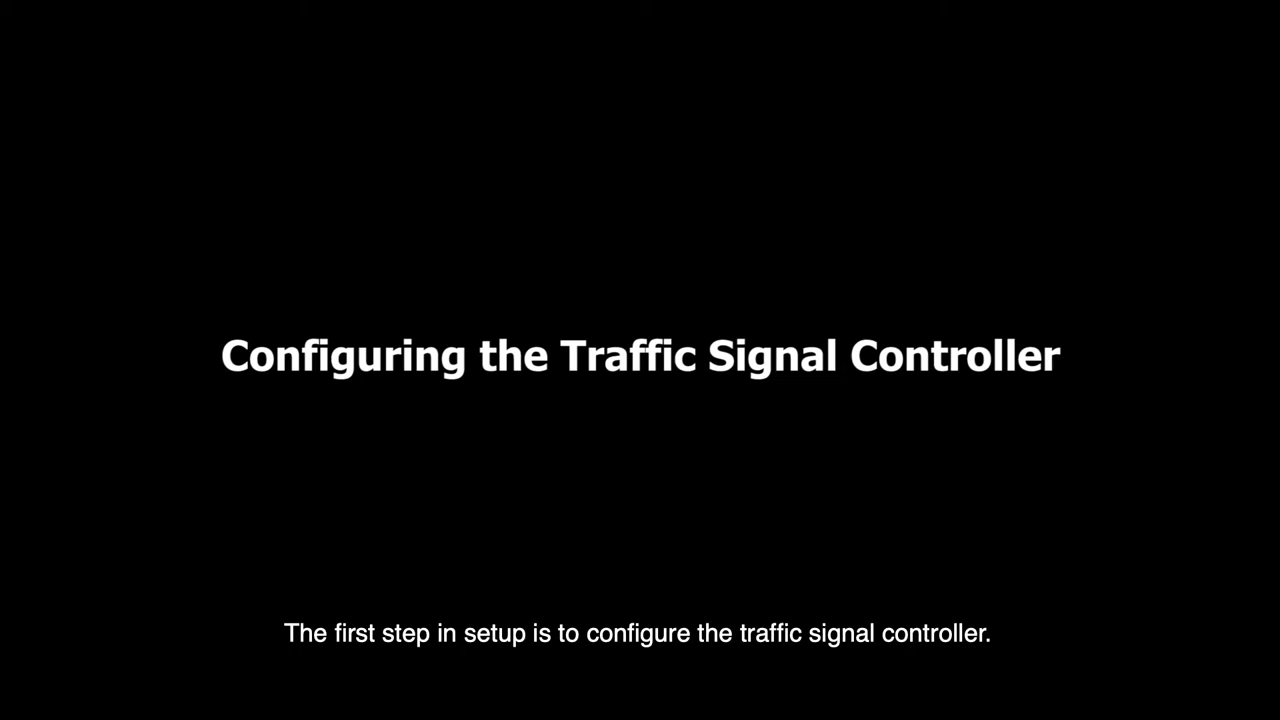 Configuring the Traffic Signal Controller
The first step in setup is to configure the traffic signal controller.